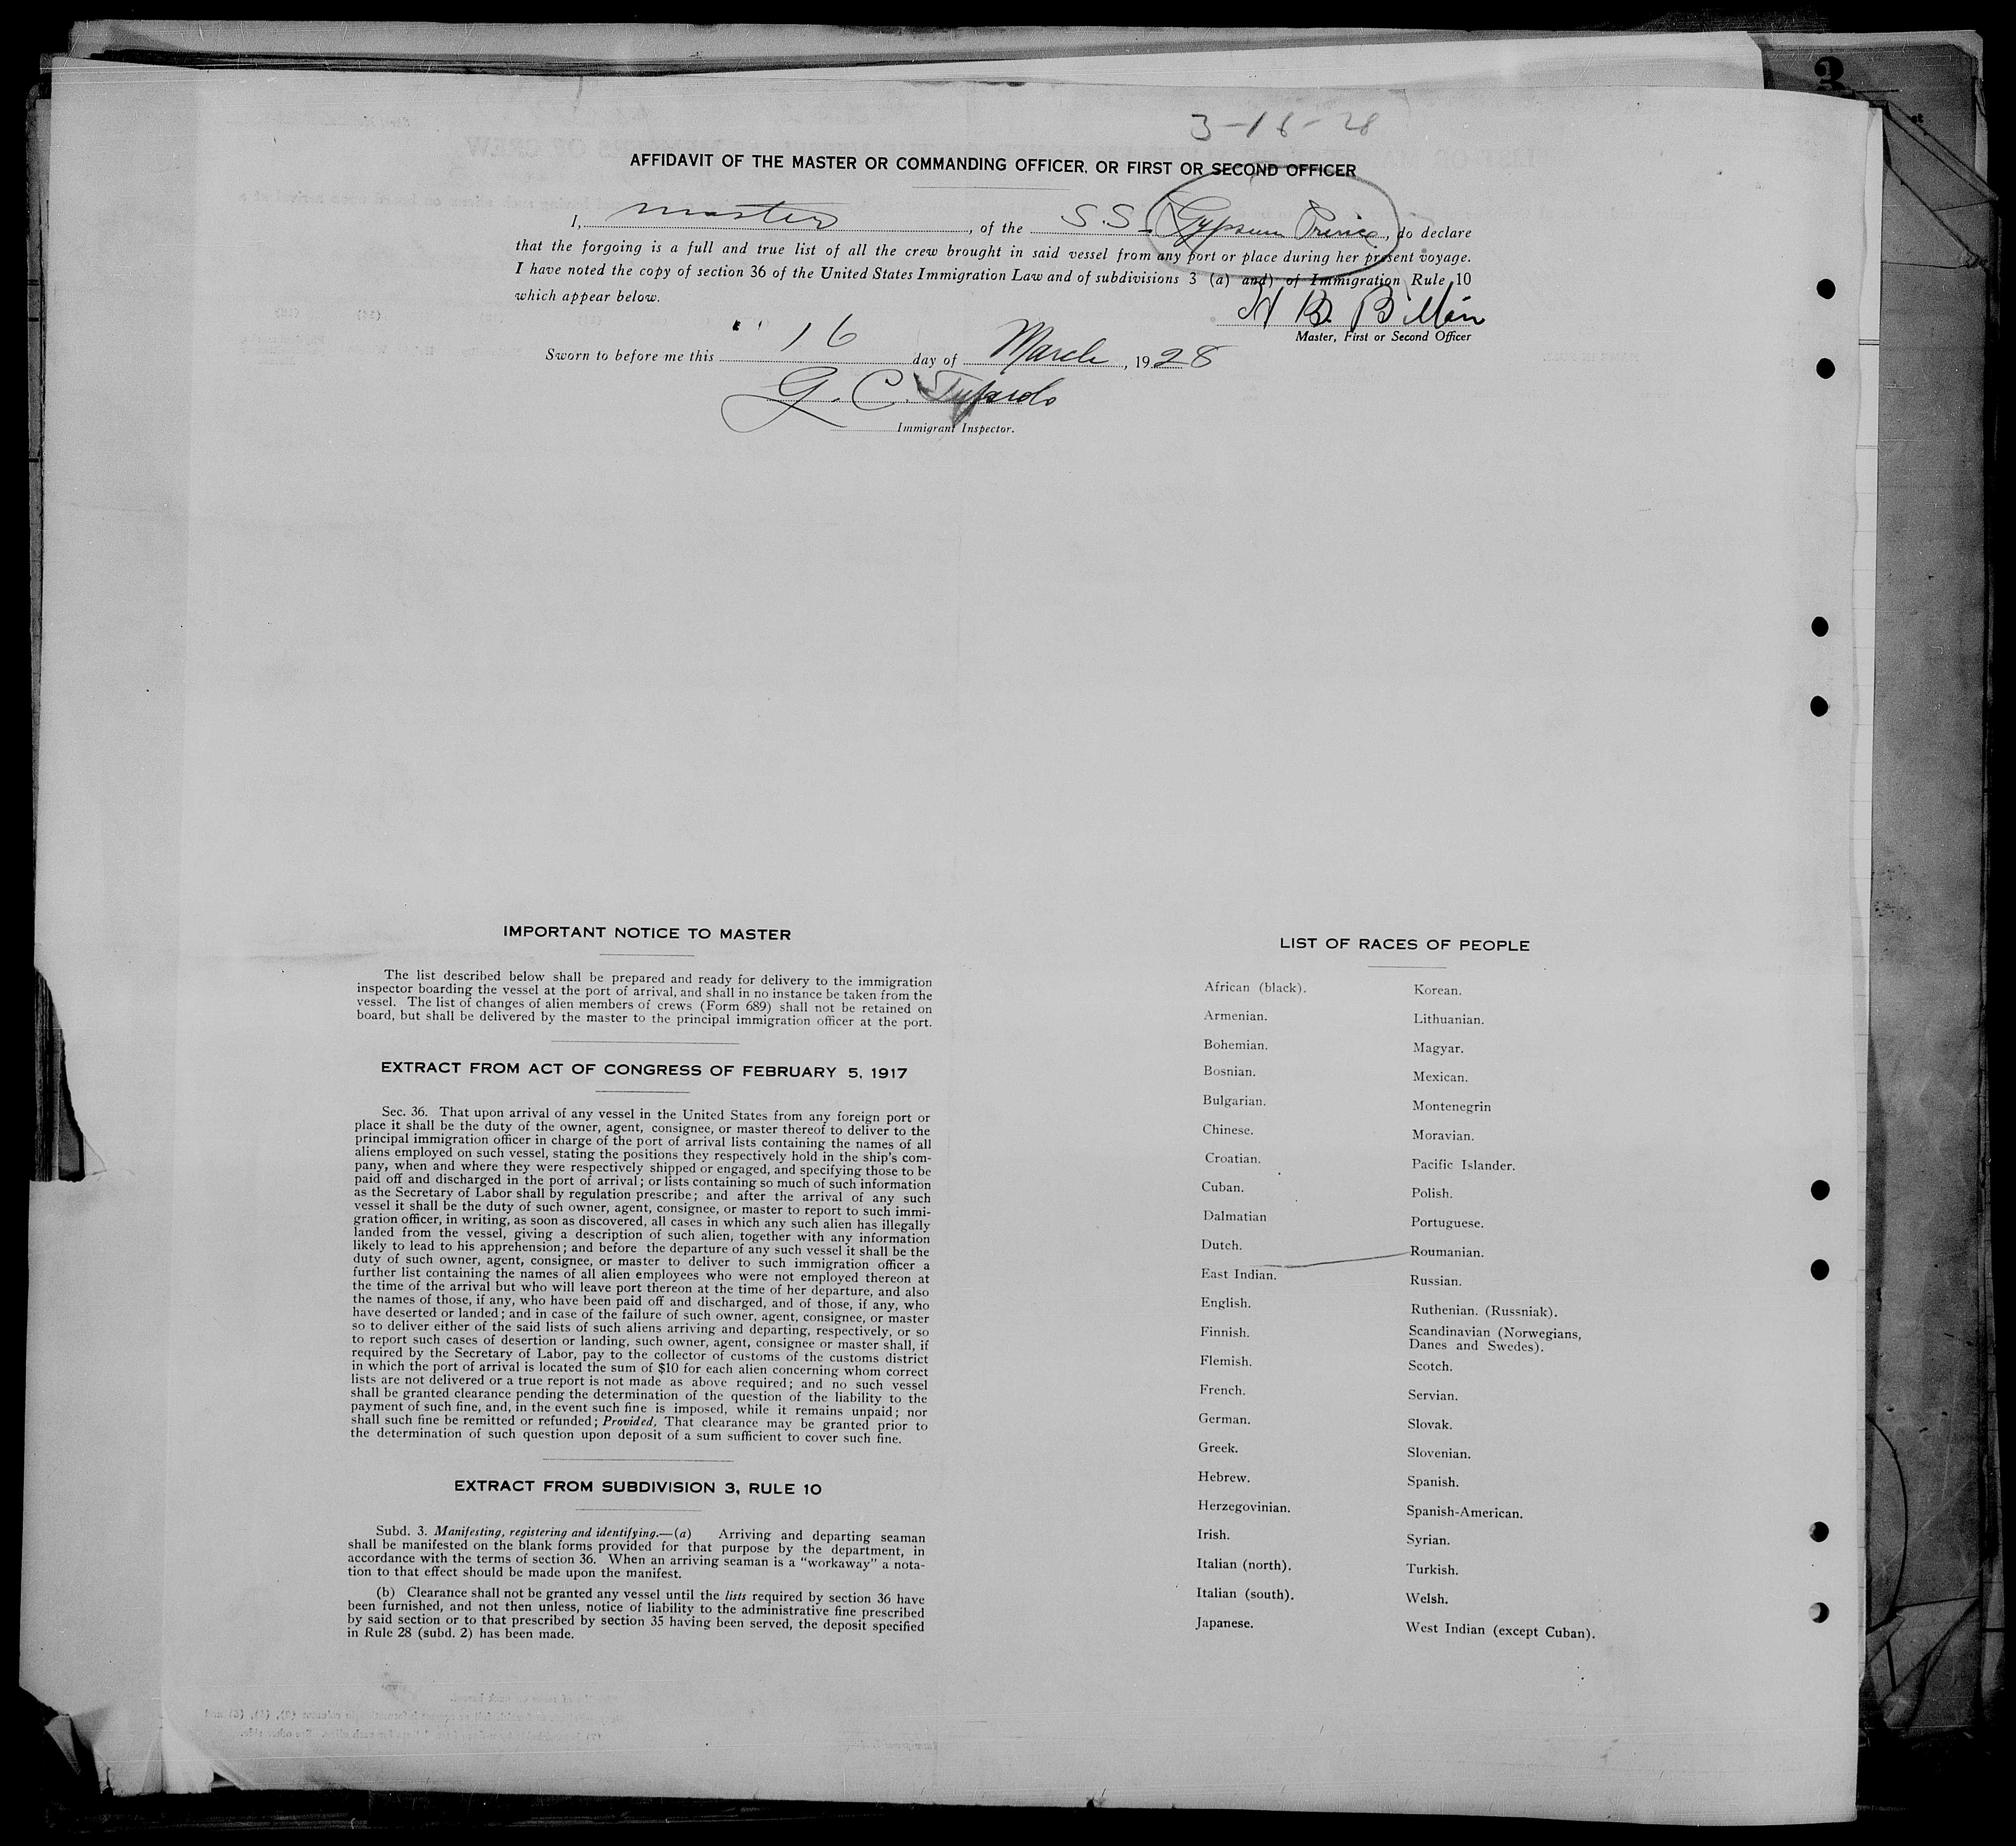 3
3-16-28
AFFIDAVIT OF THE MASTER OR COMMANDING OFFICER, OR FIRST OR SECOND OFFICER
I, master, of the S.S. Gypsum Prince, do declare
that the forgoing is a full and true list of all the crew brought in said vessel from any port or place during her present voyage.
I have noted the copy of section 36 of the United States Immigration Law and of subdivisions 3 (a) and) of Immigration Rule 10
which appear below.
H B.
Master, First or Second Officer
Sworn to before me this 16 day of March, 1928
G. C.
Immigrant Inspector.
IMPORTANT NOTICE TO MASTER
The list described below shall be prepared and ready for delivery to the immigration
inspector boarding the vessel at the port of arrival, and shall in no instance be taken from the
vessel. The list of changes of alien members of crews (Form 689) shall not be retained on
board, but shall be delivered by the master to the principal immigration officer at the port.
EXTRACT FROM ACT OF CONGRESS OF FEBRUARY 5, 1917
Sec. 36. That upon arrival of any vessel in the United States from any foreign port or
place it shall be the duty of the owner, agent, consignee, or master thereof to deliver to the
principal immigration officer in charge of the port of arrival lists containing the names of all
aliens employed on such vessel, stating the positions they respectively hold in the ship's com-
pany, when and where they were respectively shipped or engaged, and specifying those to be
paid off and discharged in the port of arrival; or lists containing so much of such information
as the Secretary of Labor shall by regulation prescribe; and after the arrival of any such
vessel it shall be the duty of such owner, agent, consignee, or master to report to such immi-
gration officer, in writing, as soon as discovered, all cases in which any such alien has illegally
landed from the vessel, giving a description of such alien, together with any information
likely to lead to his apprehension; and before the departure of any such vessel it shall be the
duty of such owner, agent, consignee, or master to deliver to such immigration officer a
further list containing the names of all alien employees who were not employed thereon at
the time of the arrival but who will leave port thereon at the time of her departure, and also
the names of those, if any, who have been paid off and discharged, and of those, if any, who
have deserted or landed; and in case of the failure of such owner, agent, consignee, or master
so to deliver either of the said lists of such aliens arriving and departing, respectively, or so
to report such cases of desertion or landing, such owner, agent, consignee or master shall, if
required by the Secretary of Labor, pay to the collector of customs of the customs district
in which the port of arrival is located the sum of $10 for each alien concerning whom correct
lists are not delivered or a true report is not made as above required; and no such vessel
shall be granted clearance pending the determination of the question of the liability to the
payment of such fine, and, in the event such fine is imposed, while it remains unpaid; nor
shall such fine be remitted or refunded; Provided, That clearance may be granted prior to
the determination of such question upon deposit of a sum sufficient to cover such fine.
EXTRACT FROM SUBDIVISION 3, RULE 10
Subd. 3. Manifesting, registering and identifying.—(a) Arriving and departing seaman
shall be manifested on the blank forms provided for that purpose by the department, in
accordance with the terms of section 36. When an arriving seaman is a "workaway" a nota-
tion to that effect should be made upon the manifest.
(b) Clearance shall not be granted any vessel until the lists required by section 36 have
been furnished, and not then unless, notice of liability to the administrative fine prescribed
by said section or to that prescribed by section 35 having been served, the deposit specified
in Rule 28 (subd. 2) has been made.
LIST OF RACES OF PEOPLE
African (black).
Armenian.
Bohemian.
Bosnian.
Bulgarian.
Chinese.
Croatian.
Cuban.
Dalmatian
Dutch.
East Indian.
English.
Finnish.
Flemish.
French.
German.
Greek.
Hebrew.
Herzegovinian.
Irish.
Italian (north).
Italian (south).
Japanese.
Korean.
Lithuanian.
Magyar.
Mexican.
Montenegrin
Moravian.
Pacific Islander.
Polish.
Portuguese.
Roumanian.
Russian.
Ruthenian. (Russniak).
Scandinavian (Norwegians,
Danes and Swedes).
Scotch.
Servian.
Slovak.
Slovenian.
Spanish.
Spanish-American.
Syrian.
Turkish.
Welsh.
West Indian (except Cuban).